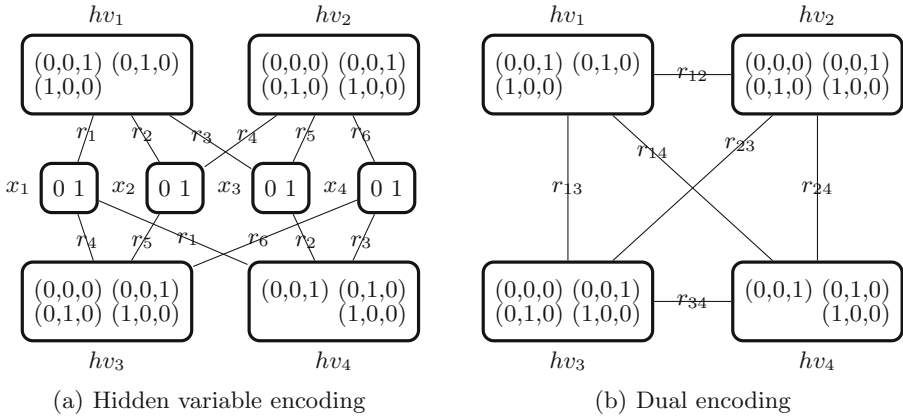 hv₁ hv₂ hv₁ hv₂
(0,0,1) (0,1,0)
(1,0,0)
(0,0,0) (0,0,1)
(0,1,0) (1,0,0)
(0,0,1) (0,1,0)
(1,0,0)
r₁₂
(0,0,0) (0,0,1)
(0,1,0) (1,0,0)
r₁ r₂ r₃ r₄ r₅ r₆
r₁₄ r₂₃
x₁ 0 1 x₂ 0 1 x₃ 0 1 x₄ 0 1
r₁₃ r₂₄
r₄ r₅ r₁ r₆ r₂ r₃
(0,0,0) (0,0,1)
(0,1,0) (1,0,0)
(0,0,1) (0,1,0)
(1,0,0)
(0,0,0) (0,0,1)
(0,1,0) (1,0,0)
r₃₄
(0,0,1) (0,1,0)
(1,0,0)
hv₃ hv₄ hv₃ hv₄
(a) Hidden variable encoding
(b) Dual encoding